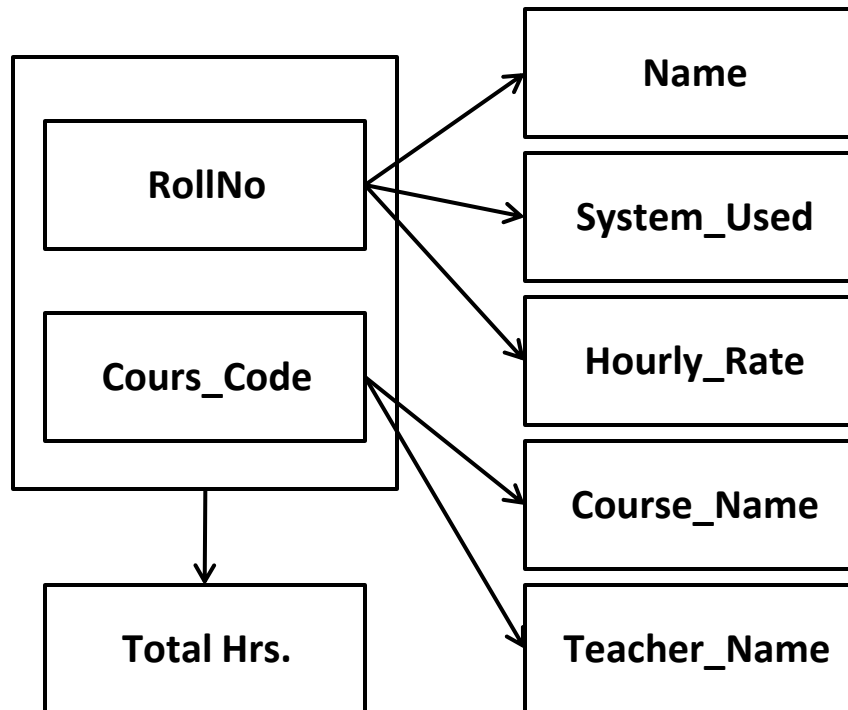 Name
RollNo
System_Used
Hourly_Rate
Cours_Code
Course_Name
Total Hrs.
Teacher_Name